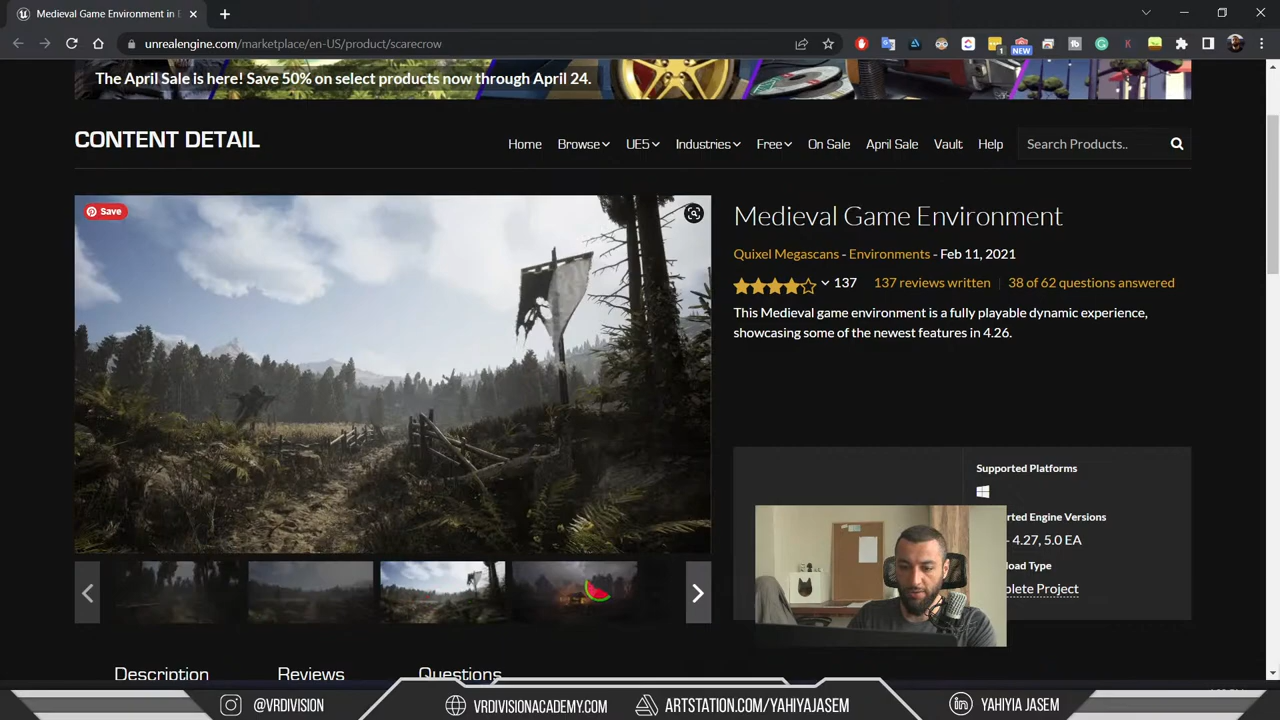 Medieval Game Environment in E
unrealengine.com/marketplace/en-US/product/scarecrow
1
NEW
The April Sale is here! Save 50% on select products now through April 24.
CONTENT DETAIL
Home Browse UE5 Industries Free On Sale April Sale Vault Help Search Products..
Save
Medieval Game Environment
Quixel Megascans - Environments - Feb 11, 2021
137 137 reviews written 38 of 62 questions answered
This Medieval game environment is a fully playable dynamic experience,
showcasing some of the newest features in 4.26.
Supported Platforms
rted Engine Versions
- 4.27, 5.0 EA
load Type
plete Project
Description Reviews Questions
@VRDIVISION VRDIVISIONACADEMY.COM ARTSTATION.COM/YAHIYAJASEM YAHIYIA JASEM